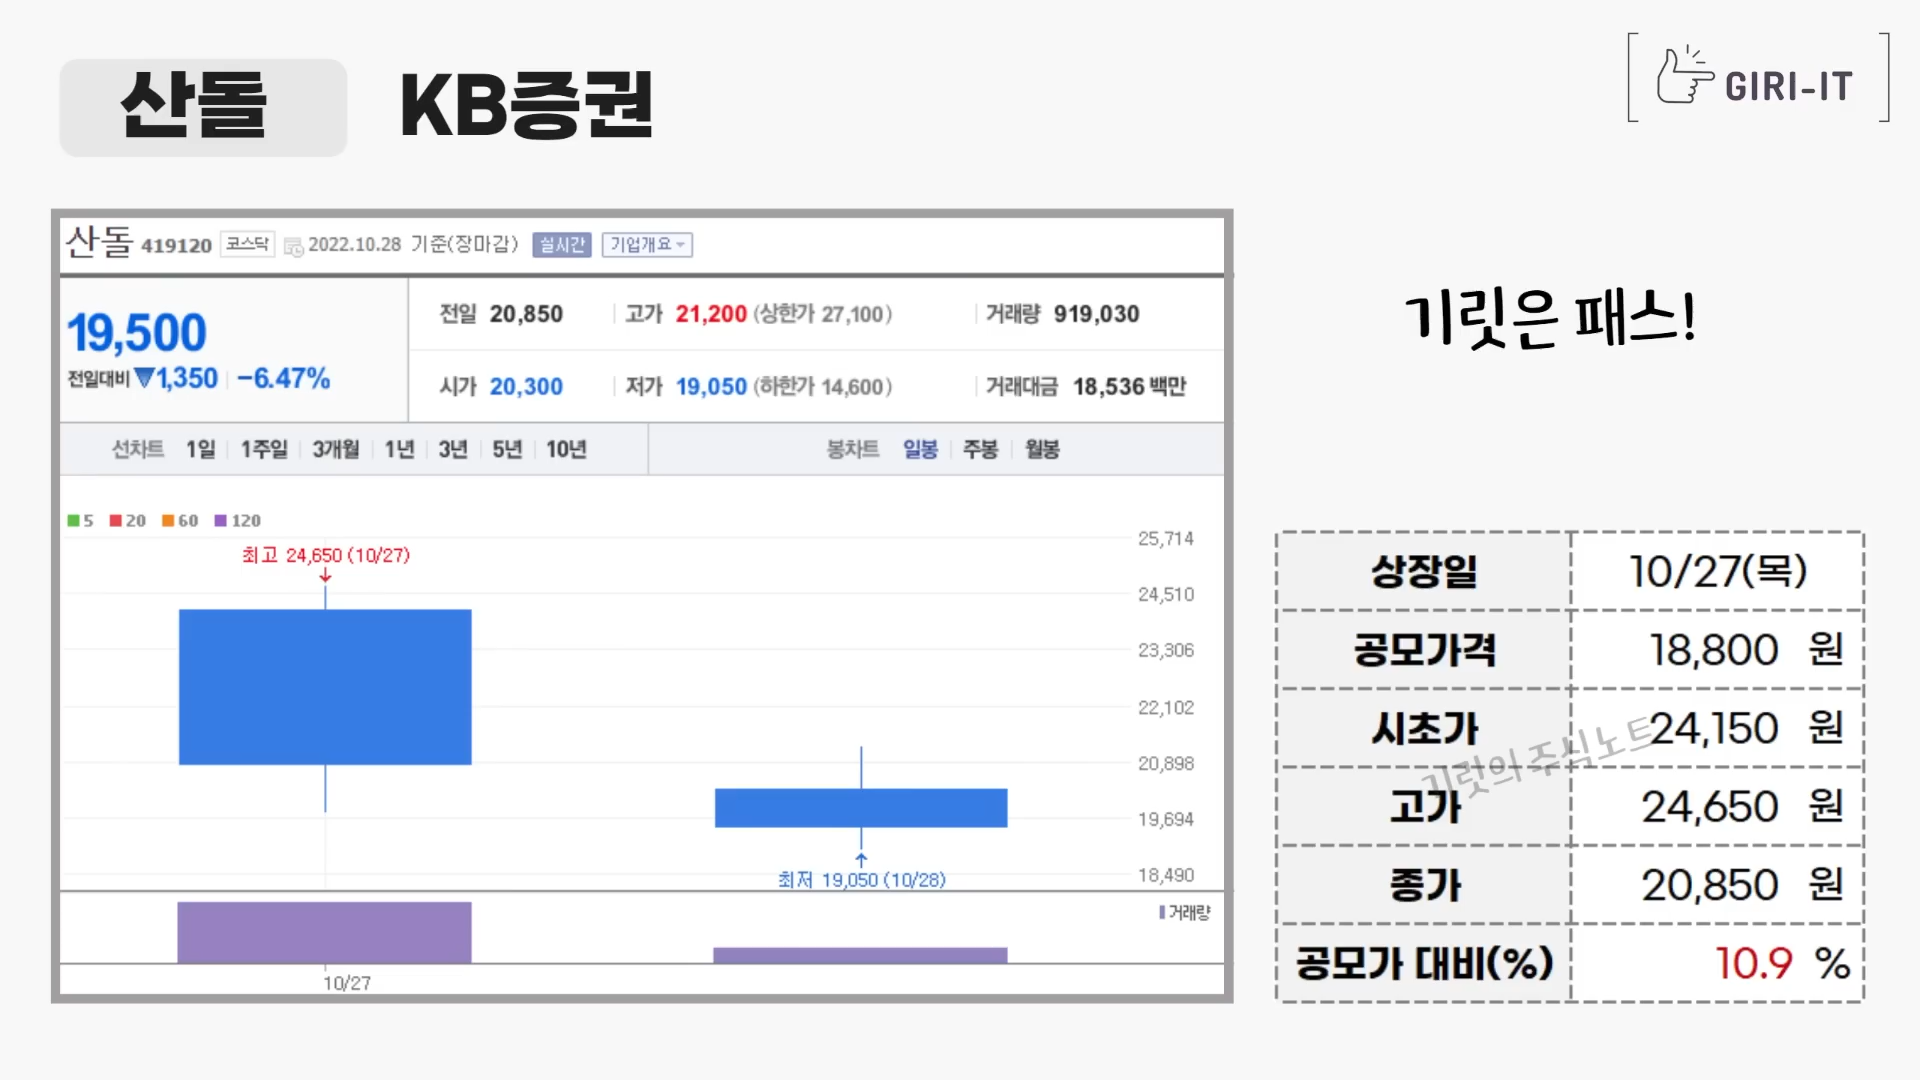 산돌 KB증권
GIRI-IT
산돌 419120 코스닥 2022.10.28 기준(장마감) 실시간 기업개요
19,500
전일대비 ▼1,350 -6.47%
전일 20,850 고가 21,200 (상한가 27,100) 거래량 919,030
시가 20,300 저가 19,050 (하한가 14,600) 거래대금 18,536 백만
선차트 1일 1주일 3개월 1년 3년 5년 10년 봉차트 일봉 주봉 월봉
5 20 60 120
최고 24,650 (10/27)
25,714
24,510
23,306
22,102
20,898
19,694
18,490
최저 19,050 (10/28)
거래량
10/27
기릿은 패스!
상장일 10/27(목)
공모가격 18,800 원
시초가 24,150 원
고가 24,650 원
종가 20,850 원
공모가 대비(%) 10.9 %
기릿의 주식노트